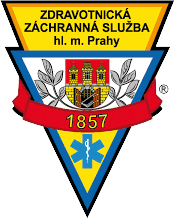 ZDRAVOTNICKÁ
ZÁCHRANNÁ SLUŽBA
hl. m. Prahy
®
1857